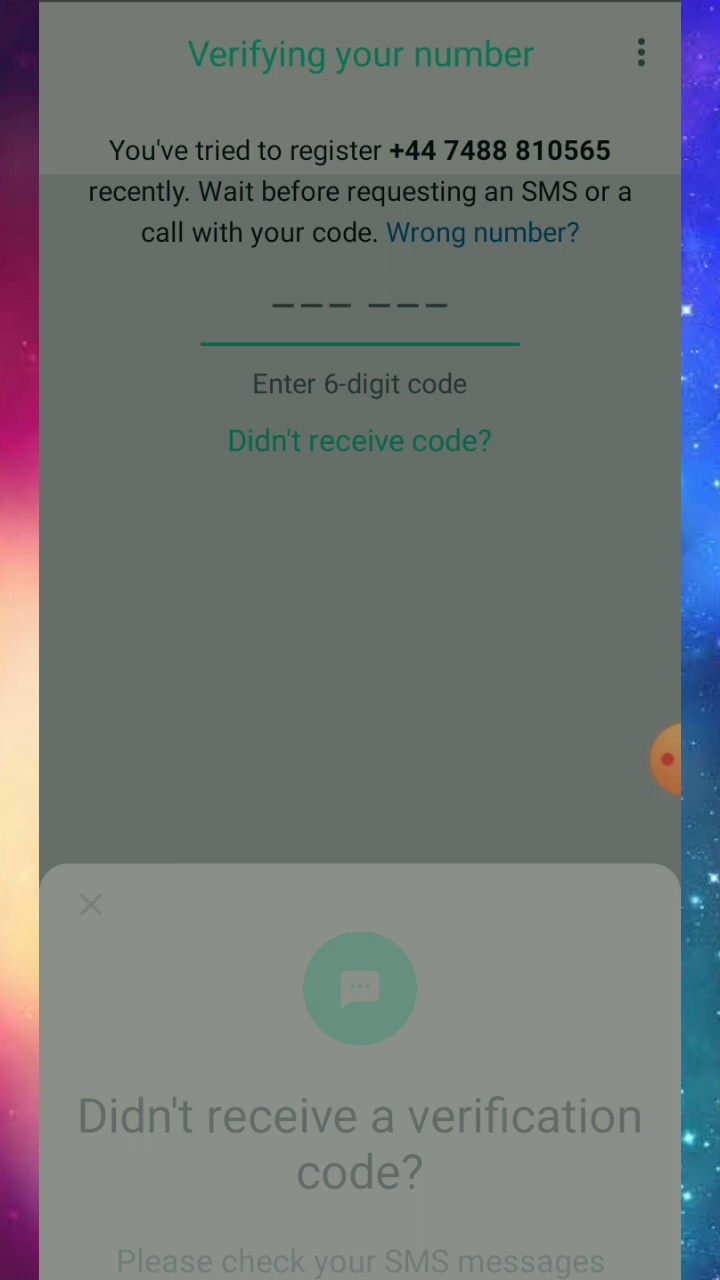 Verifying your number
You've tried to register +44 7488 810565
recently. Wait before requesting an SMS or a
call with your code. Wrong number?
Enter 6-digit code
Didn't receive code?
Didn't receive a verification
code?
Please check your SMS messages